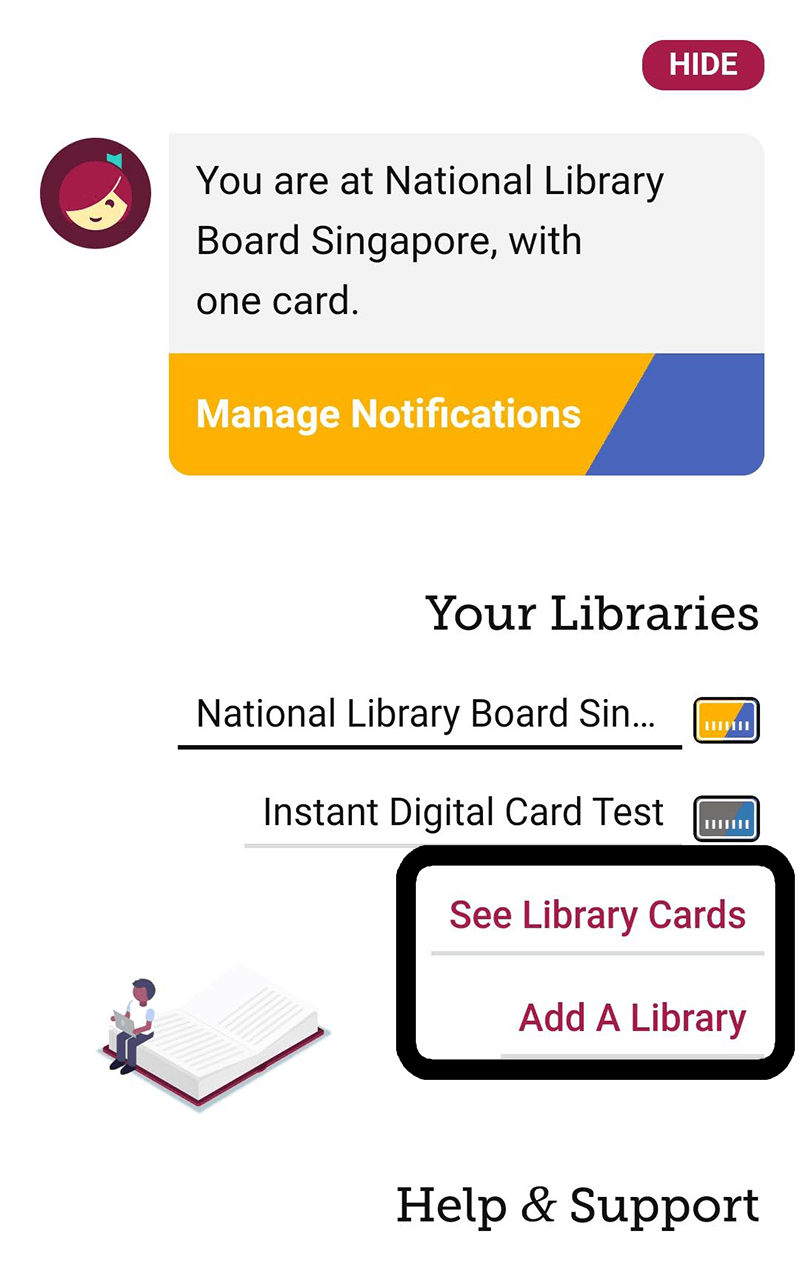 HIDE
You are at National Library
Board Singapore, with
one card.
Manage Notifications
Your Libraries
National Library Board Sin...
Instant Digital Card Test
See Library Cards
Add A Library
Help & Support